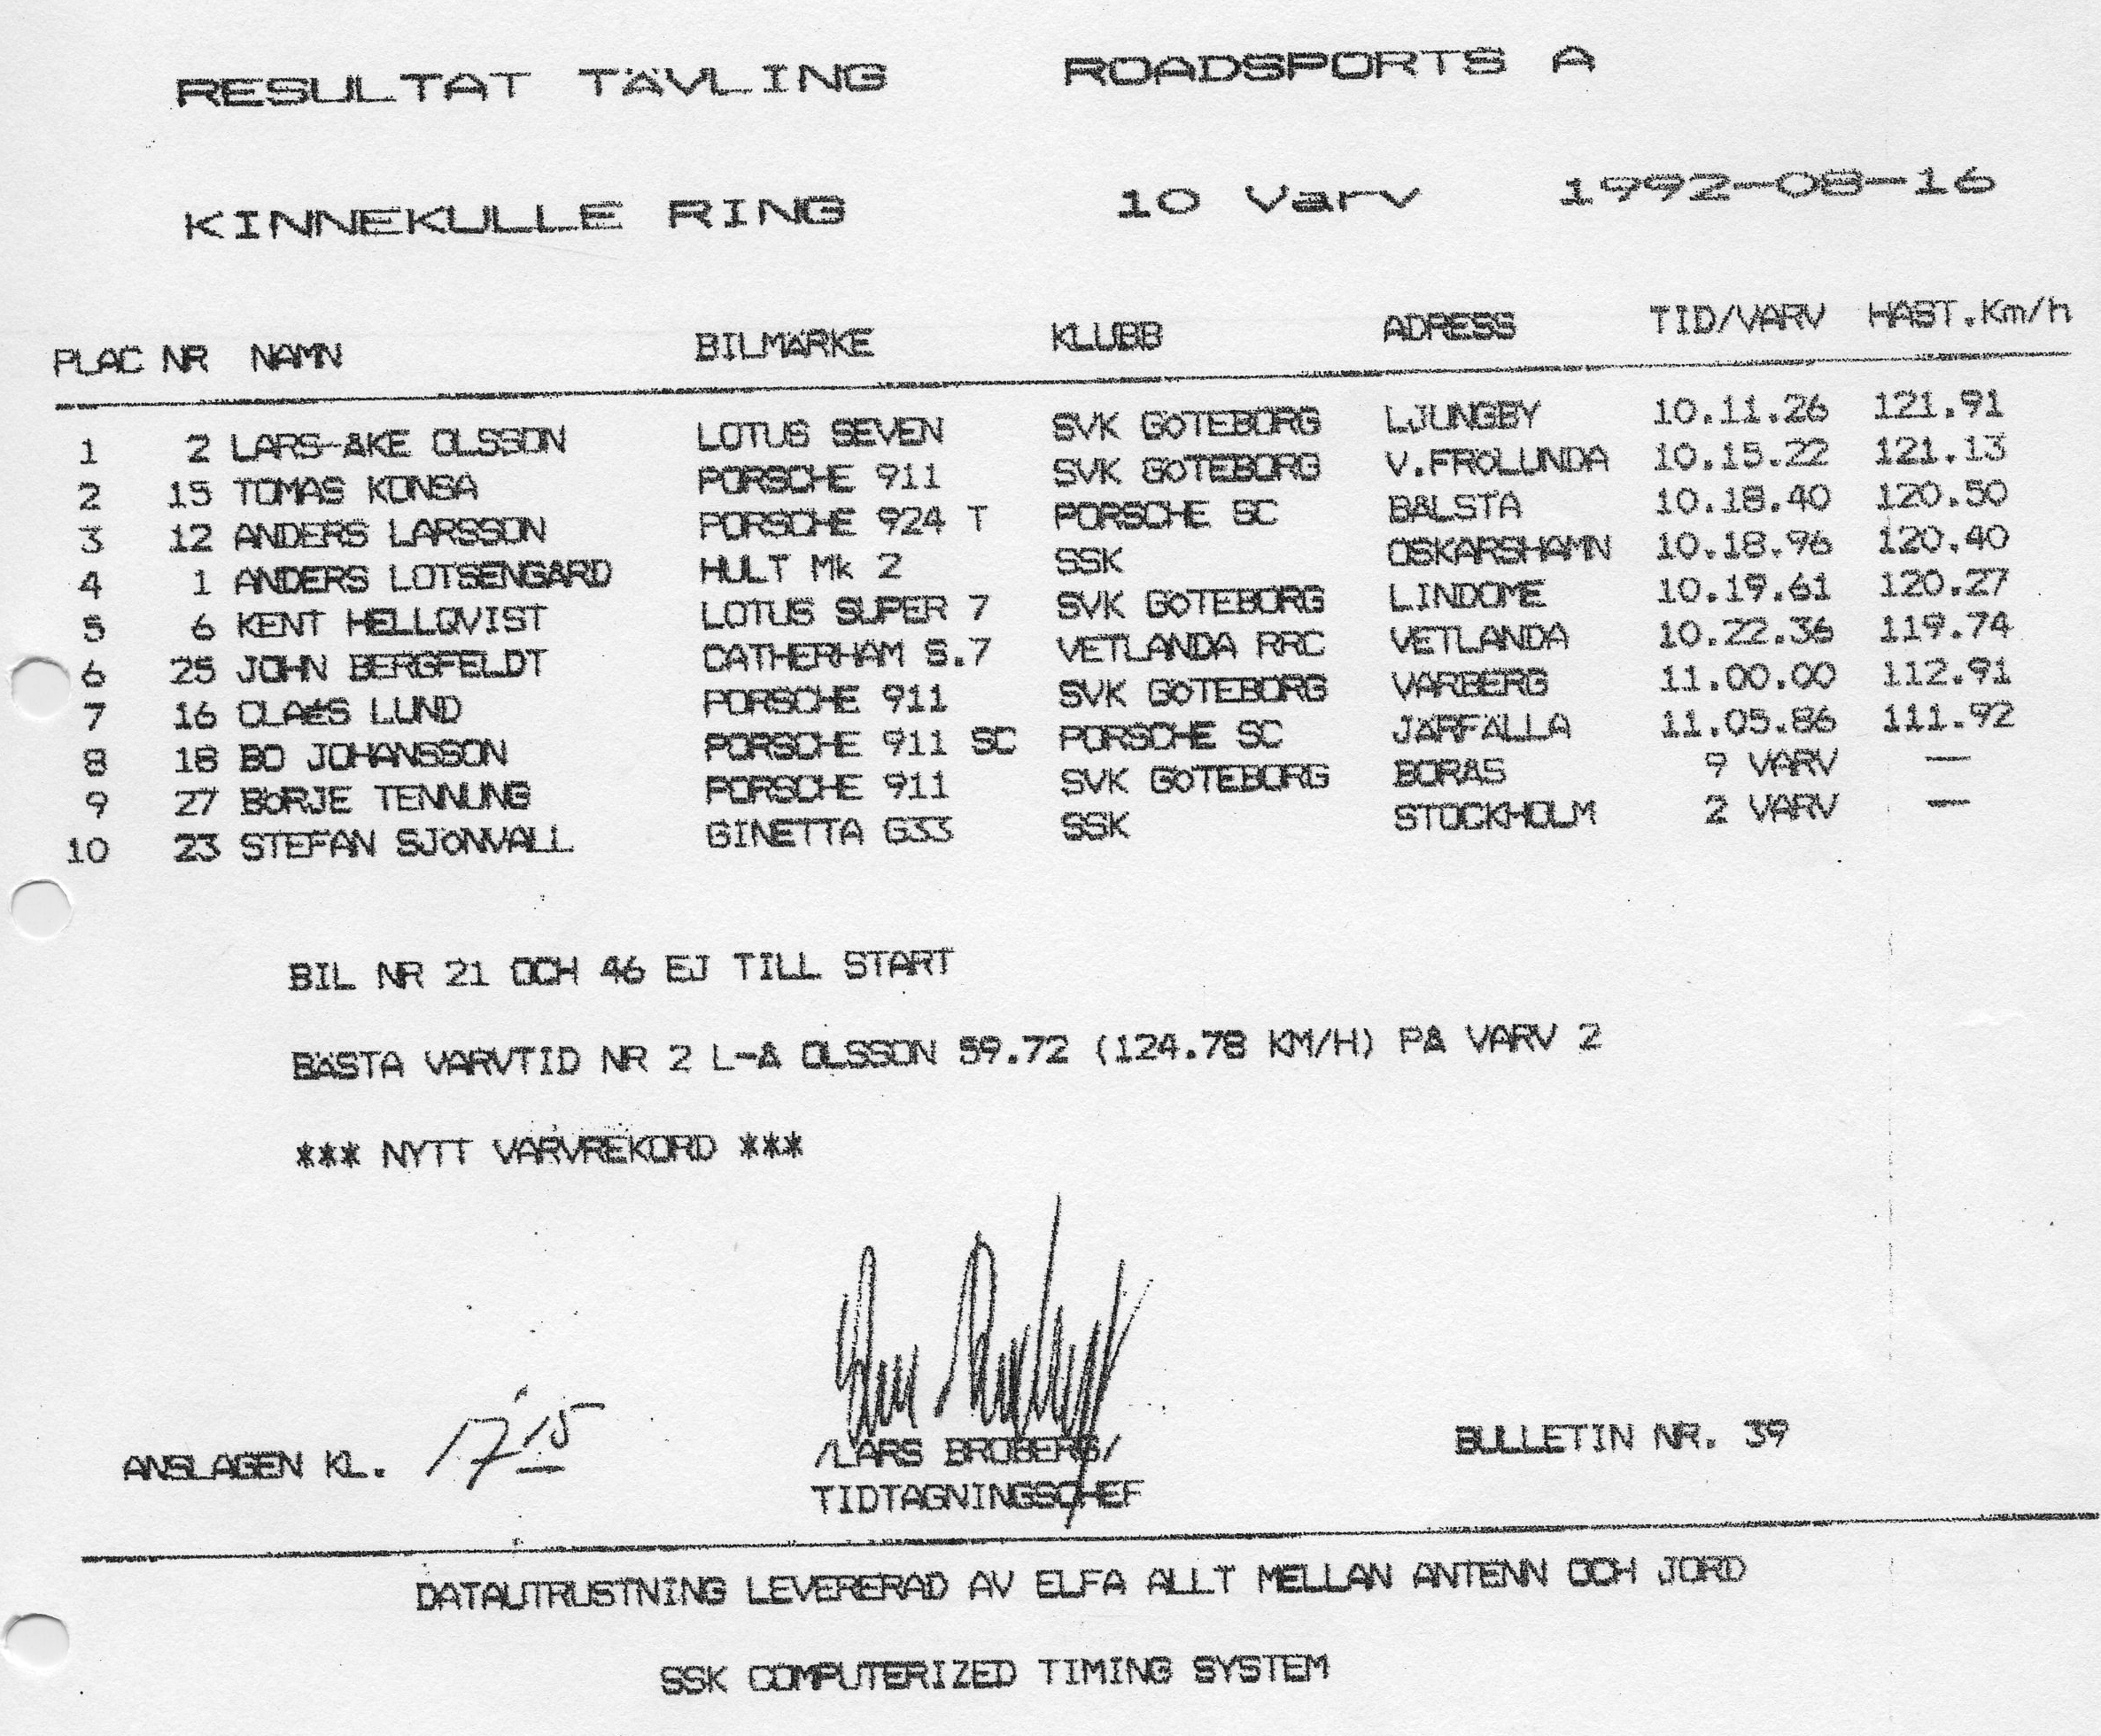 RESULTAT TÄVLING ROADSPORTS A
KINNEKULLE RING 10 Varv 1992-08-16
PLAC NR NAMN BILMÄRKE KLUBB ADRESS TID/VARV HAST.Km/h
1 2 LARS-ÅKE OLSSON LOTUS SEVEN SVK GÖTEBORG LJUNGBY 10.11.26 121.91
2 15 TOMAS KONSA PORSCHE 911 SVK GÖTEBORG V.FRÖLUNDA 10.15.22 121.13
3 12 ANDERS LARSSON PORSCHE 924 T PORSCHE SC BÅLSTA 10.18.40 120.50
4 1 ANDERS LOTSENGÅRD HULT Mk 2 SSK OSKARSHAMN 10.18.96 120.40
5 6 KENT HELLQVIST LOTUS SUPER 7 SVK GÖTEBORG LINDOME 10.19.61 120.27
6 25 JOHN BERGFELDT CATHERHAM S.7 VETLANDA RRC VETLANDA 10.22.36 119.74
7 16 CLAES LUND PORSCHE 911 SVK GÖTEBORG VARBERG 11.00.00 112.91
8 18 BO JOHANSSON PORSCHE 911 SC PORSCHE SC JÄRFÄLLA 11.05.86 111.92
9 27 BÖRJE TENNUNG PORSCHE 911 SVK GÖTEBORG BORÅS 9 VARV —
10 23 STEFAN SJÖNVALL GINETTA G33 SSK STOCKHOLM 2 VARV —
BIL NR 21 OCH 46 EJ TILL START
BÄSTA VARVTID NR 2 L-Å OLSSON 59.72 (124.78 KM/H) PÅ VARV 2
*** NYTT VARVREKORD ***
ANSLAGEN KL. 17 15 /LARS BROBERG/ BULLETIN NR. 39
TIDTAGNINGSCHEF
DATAUTRUSTNING LEVERERAD AV ELFA ALLT MELLAN ANTENN OCH JORD
SSK COMPUTERIZED TIMING SYSTEM